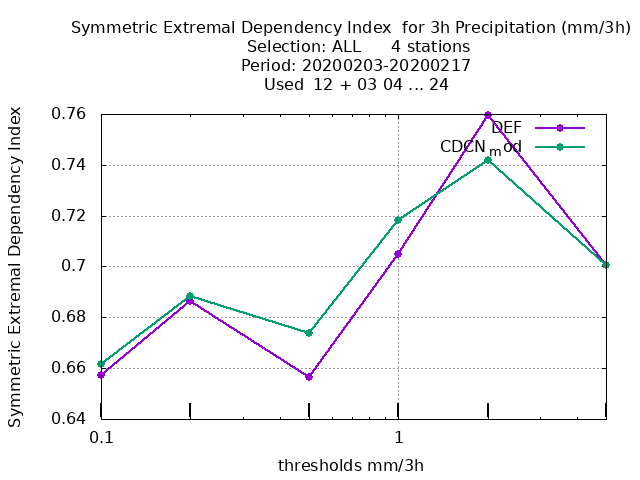 Symmetric Extremal Dependency Index  for 3h Precipitation (mm/3h)
Selection: ALL      4 stations
Period: 20200203-20200217
Used  12 + 03 04 ... 24
Symmetric Extremal Dependency Index
0.76
0.74
0.72
0.7
0.68
0.66
0.64
DEF
CDCNmod
0.1
1
thresholds mm/3h